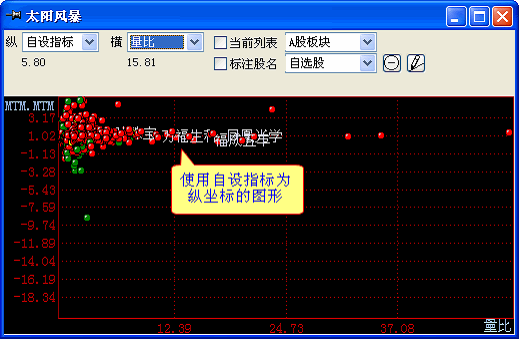 太阳风暴
纵 自设指标 横 量比 当前列表 A股板块
5.80 15.81 标注股名 自选股
MTM.MTM
3.17
1.02
-1.13
-3.28
-5.43
-7.59
-9.74
-11.89
-14.04
-16.19
-18.34
使用自设指标为
纵坐标的图形
12.39 24.73 37.08 量比